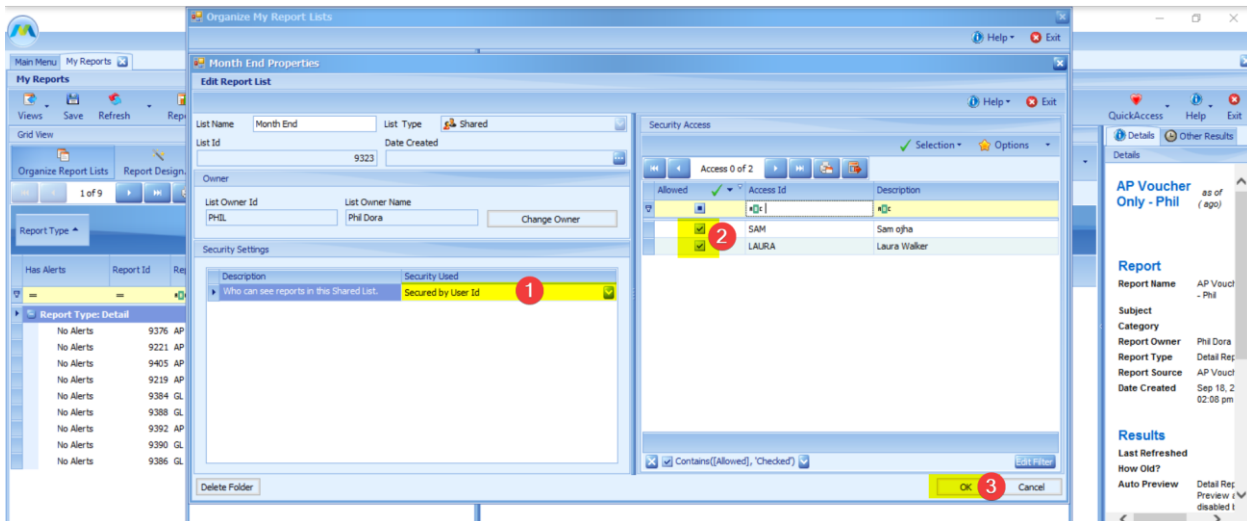 Organize My Report Lists
Help
Exit
Main Menu
My Reports
My Reports
Views
Save
Refresh
Grid View
Organize Report Lists
Report Design
1 of 9
Report Type
Has Alerts
Report Id
=
=
Report Type: Detail
No Alerts 9376 AP
No Alerts 9221 AP
No Alerts 9405 AP
No Alerts 9219 AP
No Alerts 9384 GL
No Alerts 9388 GL
No Alerts 9392 AP
No Alerts 9390 GL
No Alerts 9386 GL
Month End Properties
Edit Report List
Help
Exit
List Name
Month End
List Type
Shared
List Id
Date Created
9323
Owner
List Owner Id
List Owner Name
PHIL
Phil Dora
Change Owner
Security Settings
Description
Security Used
Who can see reports in this Shared List.
Secured by User Id
1
Delete Folder
Security Access
Selection
Options
Access 0 of 2
Allowed
Access Id
Description
2
SAM
Sam ojha
LAURA
Laura Walker
Contains([Allowed], 'Checked')
Edit Filter
OK
3
Cancel
QuickAccess
Help
Exit
Details
Other Results
Details
AP Voucher
Only - Phil
as of
( ago)
Report
Report Name
AP Vouch
- Phil
Subject
Category
Report Owner
Phil Dora
Report Type
Detail Rep
Report Source
AP Vouch
Date Created
Sep 18, 2
02:08 pm
Results
Last Refreshed
How Old?
Auto Preview
Detail Rep
Preview
disabled